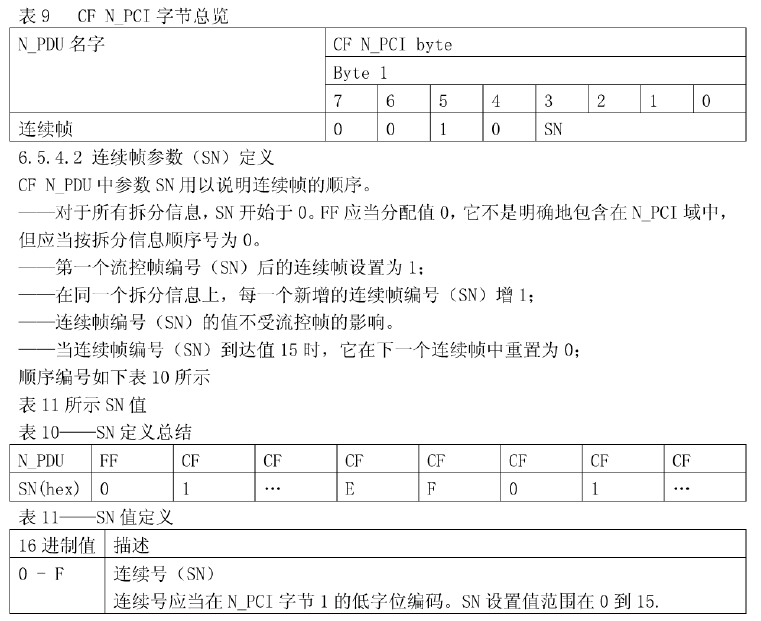 表 9 CF N_PCI 字节总览
N_PDU 名字 CF N_PCI byte
Byte 1
7 6 5 4 3 2 1 0
连续帧 0 0 1 0 SN
6.5.4.2 连续帧参数（SN）定义
CF N_PDU 中参数 SN 用以说明连续帧的顺序。
——对于所有拆分信息，SN 开始于 0。FF 应当分配值 0，它不是明确地包含在 N_PCI 域中，
但应当按拆分信息顺序号为 0。
——第一个流控帧编号（SN）后的连续帧设置为 1；
——在同一个拆分信息上，每一个新增的连续帧编号（SN）增 1；
——连续帧编号（SN）的值不受流控帧的影响。
——当连续帧编号（SN）到达值 15 时，它在下一个连续帧中重置为 0；
顺序编号如下表 10 所示
表 11 所示 SN 值
表 10——SN 定义总结
N_PDU FF CF CF CF CF CF CF CF
SN(hex) 0 1 … E F 0 1 …
表 11——SN 值定义
16 进制值 描述
0 - F 连续号（SN）
连续号应当在 N_PCI 字节 1 的低字位编码。SN 设置值范围在 0 到 15.